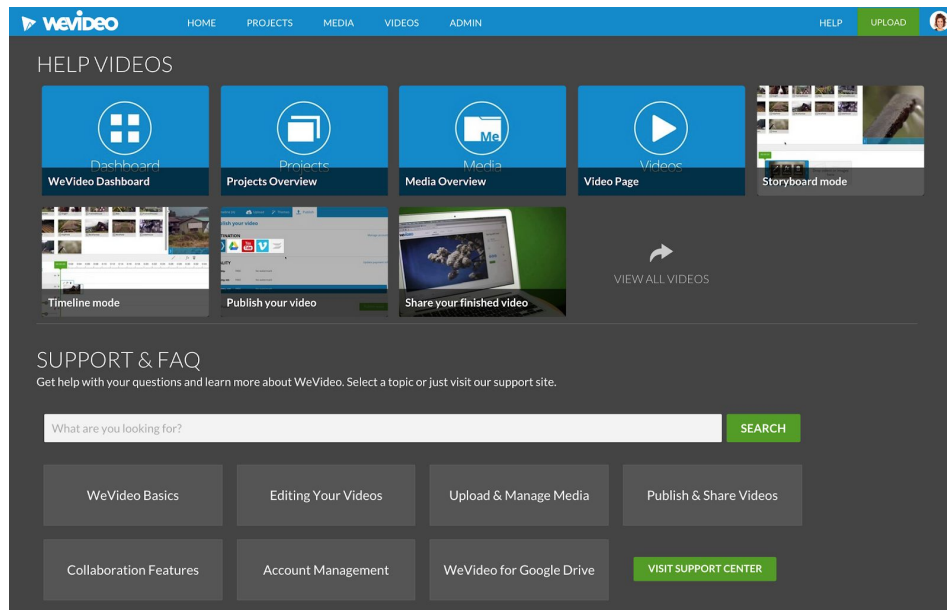 WEVIDEO
HOME PROJECTS MEDIA VIDEOS ADMIN HELP UPLOAD
HELP VIDEOS
Dashboard
WeVideo Dashboard
Projects
Projects Overview
Me
Media
Media Overview
Videos
Video Page
Storyboard mode
Timeline mode
Publish your video
Share your finished video
VIEW ALL VIDEOS
SUPPORT & FAQ
Get help with your questions and learn more about WeVideo. Select a topic or just visit our support site.
What are you looking for?
SEARCH
WeVideo Basics
Editing Your Videos
Upload & Manage Media
Publish & Share Videos
Collaboration Features
Account Management
WeVideo for Google Drive
VISIT SUPPORT CENTER